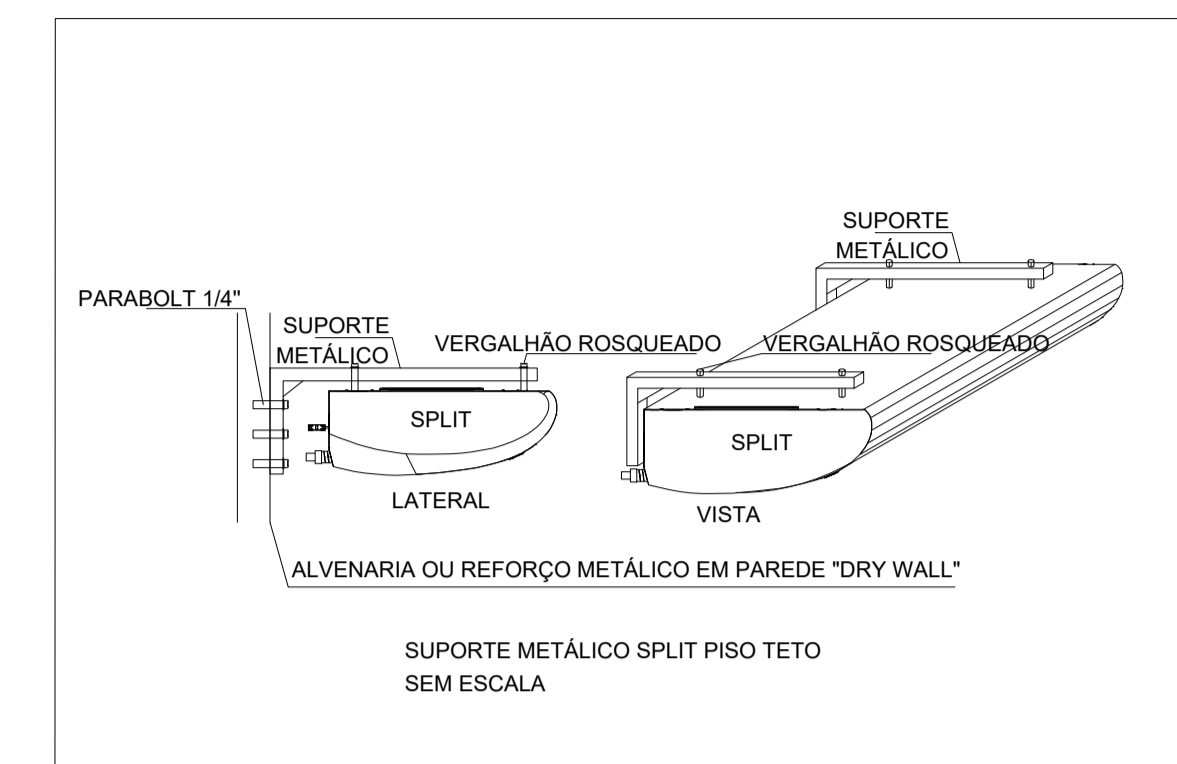 SUPORTE
METÁLICO
PARABOLT 1/4"
SUPORTE
METÁLICO
VERGALHÃO ROSQUEADO
VERGALHÃO ROSQUEADO
SPLIT
SPLIT
LATERAL
VISTA
ALVENARIA OU REFORÇO METÁLICO EM PAREDE "DRY WALL"
SUPORTE METÁLICO SPLIT PISO TETO
SEM ESCALA